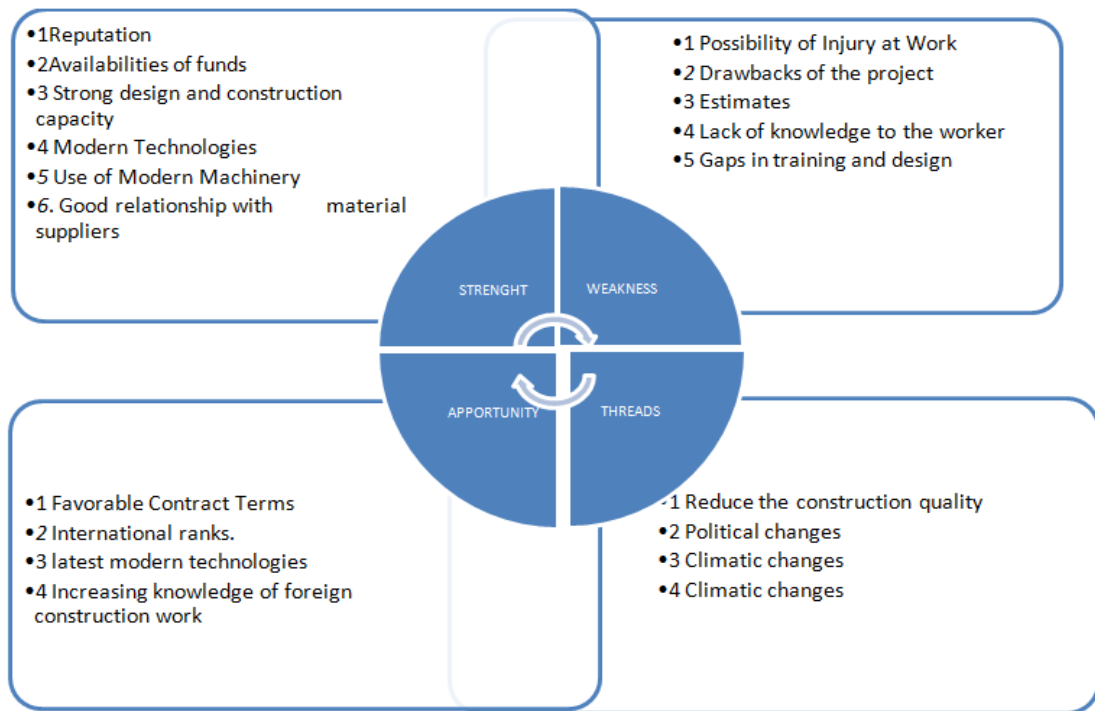 •1Reputation
•2Availabilities of funds
•3 Strong design and construction
capacity
•4 Modern Technologies
•5 Use of Modern Machinery
•6. Good relationship with material
suppliers
•1 Possibility of Injury at Work
•2 Drawbacks of the project
•3 Estimates
•4 Lack of knowledge to the worker
•5 Gaps in training and design
STRENGHT
WEAKNESS
APPORTUNITY
THREADS
•1 Favorable Contract Terms
•2 International ranks.
•3 latest modern technologies
•4 Increasing knowledge of foreign
construction work
•1 Reduce the construction quality
•2 Political changes
•3 Climatic changes
•4 Climatic changes